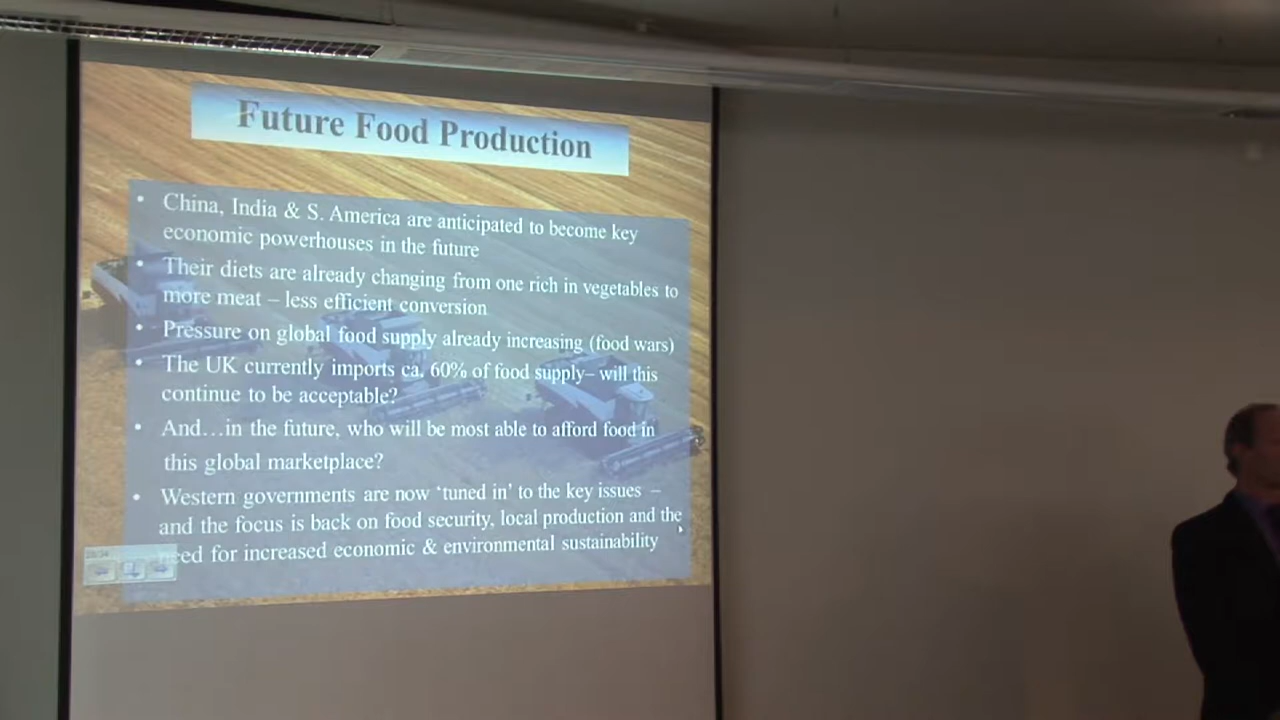 Future Food Production
• China, India & S. America are anticipated to become key
economic powerhouses in the future
• Their diets are already changing from one rich in vegetables to
more meat – less efficient conversion
• Pressure on global food supply already increasing (food wars)
• The UK currently imports ca. 60% of food supply– will this
continue to be acceptable?
• And…in the future, who will be most able to afford food in
this global marketplace?
• Western governments are now ‘tuned in’ to the key issues –
and the focus is back on food security, local production and the
need for increased economic & environmental sustainability